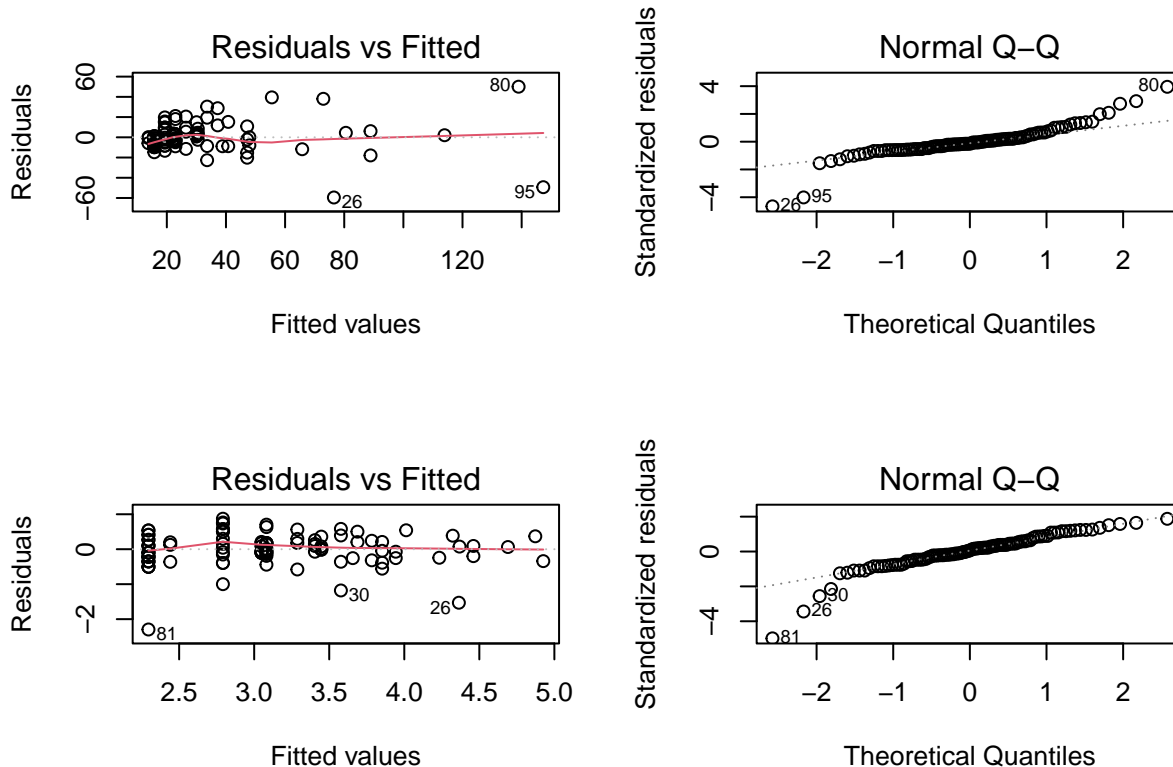 Residuals vs Fitted
Residuals
60
0
−60
80
26
95
20 40 60 80 120
Fitted values
Normal Q−Q
Standardized residuals
4
0
−4
80
26
95
−2 −1 0 1 2
Theoretical Quantiles
Residuals vs Fitted
Residuals
0
−2
30
26
81
2.5 3.0 3.5 4.0 4.5 5.0
Fitted values
Normal Q−Q
Standardized residuals
0
−4
30
26
81
−2 −1 0 1 2
Theoretical Quantiles